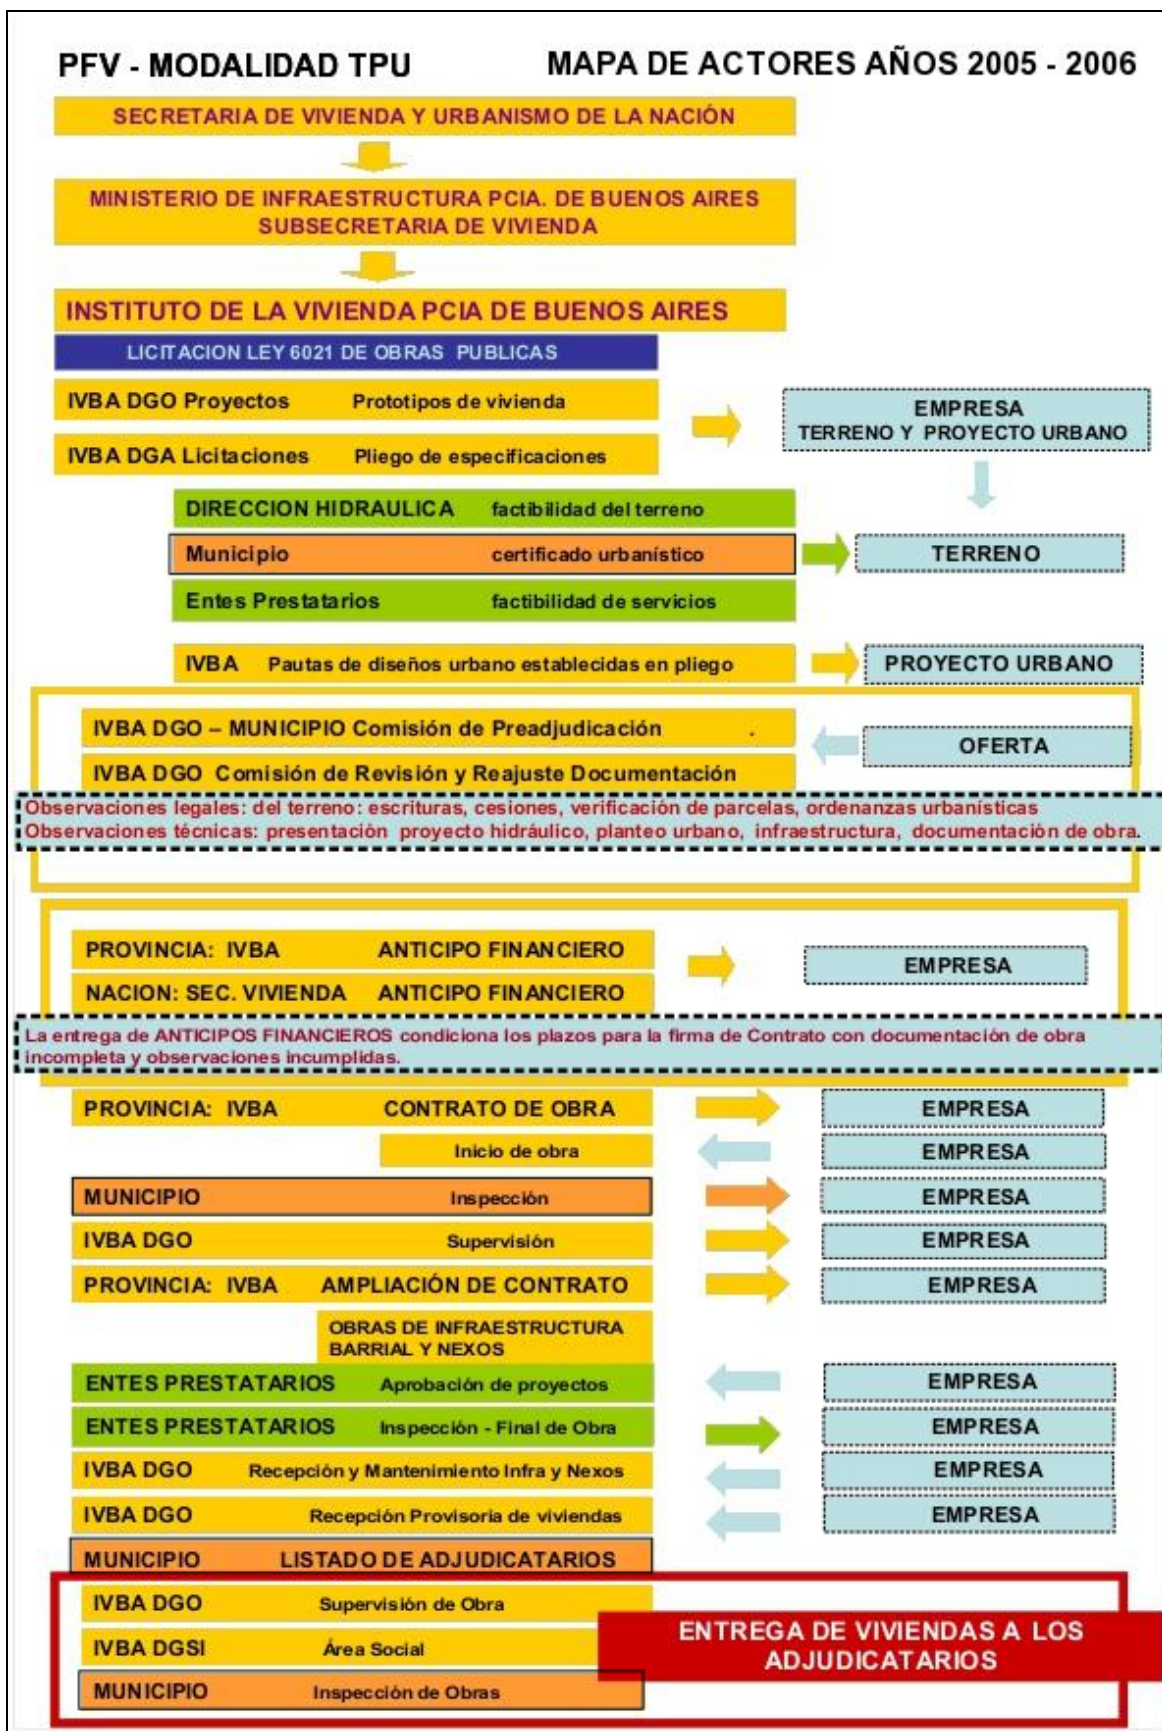 PFV - MODALIDAD TPU MAPA DE ACTORES AÑOS 2005 - 2006
SECRETARIA DE VIVIENDA Y URBANISMO DE LA NACIÓN
MINISTERIO DE INFRAESTRUCTURA PCIA. DE BUENOS AIRES
SUBSECRETARIA DE VIVIENDA
INSTITUTO DE LA VIVIENDA PCIA DE BUENOS AIRES
LICITACION LEY 6021 DE OBRAS PUBLICAS
IVBA DGO Proyectos Prototipos de vivienda
EMPRESA
TERRENO Y PROYECTO URBANO
IVBA DGA Licitaciones Pliego de especificaciones
DIRECCION HIDRAULICA factibilidad del terreno
Municipio certificado urbanístico
TERRENO
Entes Prestatarios factibilidad de servicios
IVBA Pautas de diseños urbano establecidas en pliego
PROYECTO URBANO
IVBA DGO – MUNICIPIO Comisión de Preadjudicación .
OFERTA
IVBA DGO Comisión de Revisión y Reajuste Documentación
Observaciones legales: del terreno: escrituras, cesiones, verificación de parcelas, ordenanzas urbanísticas
Observaciones técnicas: presentación proyecto hidráulico, planteo urbano, infraestructura, documentación de obra.
PROVINCIA: IVBA ANTICIPO FINANCIERO
EMPRESA
NACION: SEC. VIVIENDA ANTICIPO FINANCIERO
La entrega de ANTICIPOS FINANCIEROS condiciona los plazos para la firma de Contrato con documentación de obra
incompleta y observaciones incumplidas.
PROVINCIA: IVBA CONTRATO DE OBRA EMPRESA
Inicio de obra EMPRESA
MUNICIPIO Inspección EMPRESA
IVBA DGO Supervisión EMPRESA
PROVINCIA: IVBA AMPLIACIÓN DE CONTRATO EMPRESA
OBRAS DE INFRAESTRUCTURA
BARRIAL Y NEXOS
ENTES PRESTATARIOS Aprobación de proyectos EMPRESA
ENTES PRESTATARIOS Inspección - Final de Obra EMPRESA
IVBA DGO Recepción y Mantenimiento Infra y Nexos EMPRESA
IVBA DGO Recepción Provisoria de viviendas EMPRESA
MUNICIPIO LISTADO DE ADJUDICATARIOS
IVBA DGO Supervisión de Obra
IVBA DGSI Área Social
ENTREGA DE VIVIENDAS A LOS
ADJUDICATARIOS
MUNICIPIO Inspección de Obras